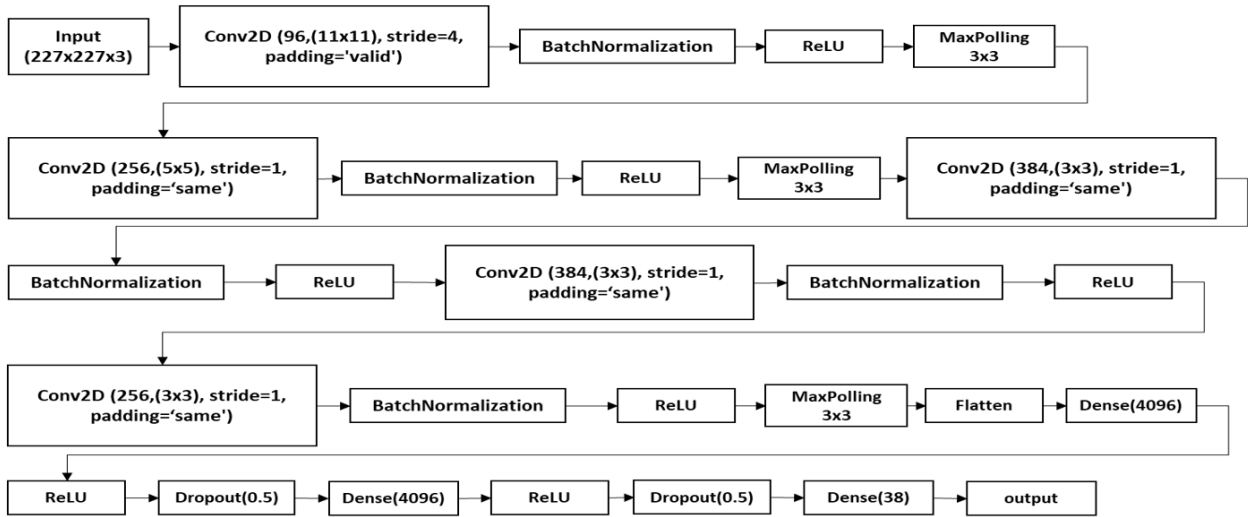 Input
(227x227x3)
Conv2D (96,(11x11), stride=4,
padding='valid')
BatchNormalization
ReLU
MaxPolling
3x3
Conv2D (256,(5x5), stride=1,
padding=‘same')
BatchNormalization
ReLU
MaxPolling
3x3
Conv2D (384,(3x3), stride=1,
padding=‘same')
BatchNormalization
ReLU
Conv2D (384,(3x3), stride=1,
padding=‘same')
BatchNormalization
ReLU
Conv2D (256,(3x3), stride=1,
padding=‘same')
BatchNormalization
ReLU
MaxPolling
3x3
Flatten
Dense(4096)
ReLU
Dropout(0.5)
Dense(4096)
ReLU
Dropout(0.5)
Dense(38)
output